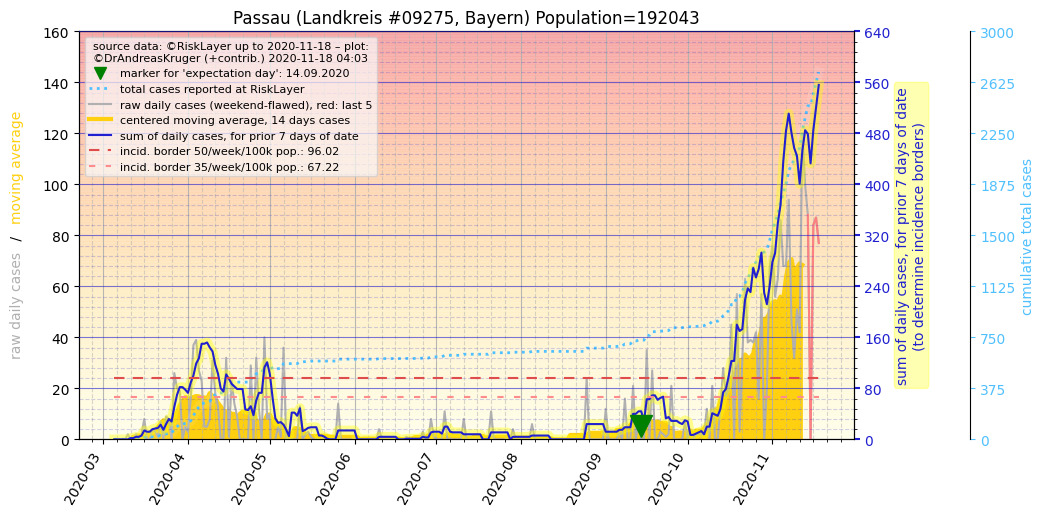 Passau (Landkreis #09275, Bayern) Population=192043
source data: ©RiskLayer up to 2020-11-18 – plot:
©DrAndreasKruger (+contrib.) 2020-11-18 04:03
marker for 'expectation day': 14.09.2020
total cases reported at RiskLayer
raw daily cases (weekend-flawed), red: last 5
centered moving average, 14 days cases
sum of daily cases, for prior 7 days of date
incid. border 50/week/100k pop.: 96.02
incid. border 35/week/100k pop.: 67.22
raw daily cases / moving average
160
140
120
100
80
60
40
20
0
2020-03
2020-04
2020-05
2020-06
2020-07
2020-08
2020-09
2020-10
2020-11
640
560
480
400
320
240
160
80
0
sum of daily cases, for prior 7 days of date
(to determine incidence borders)
3000
2625
2250
1875
1500
1125
750
375
0
cumulative total cases